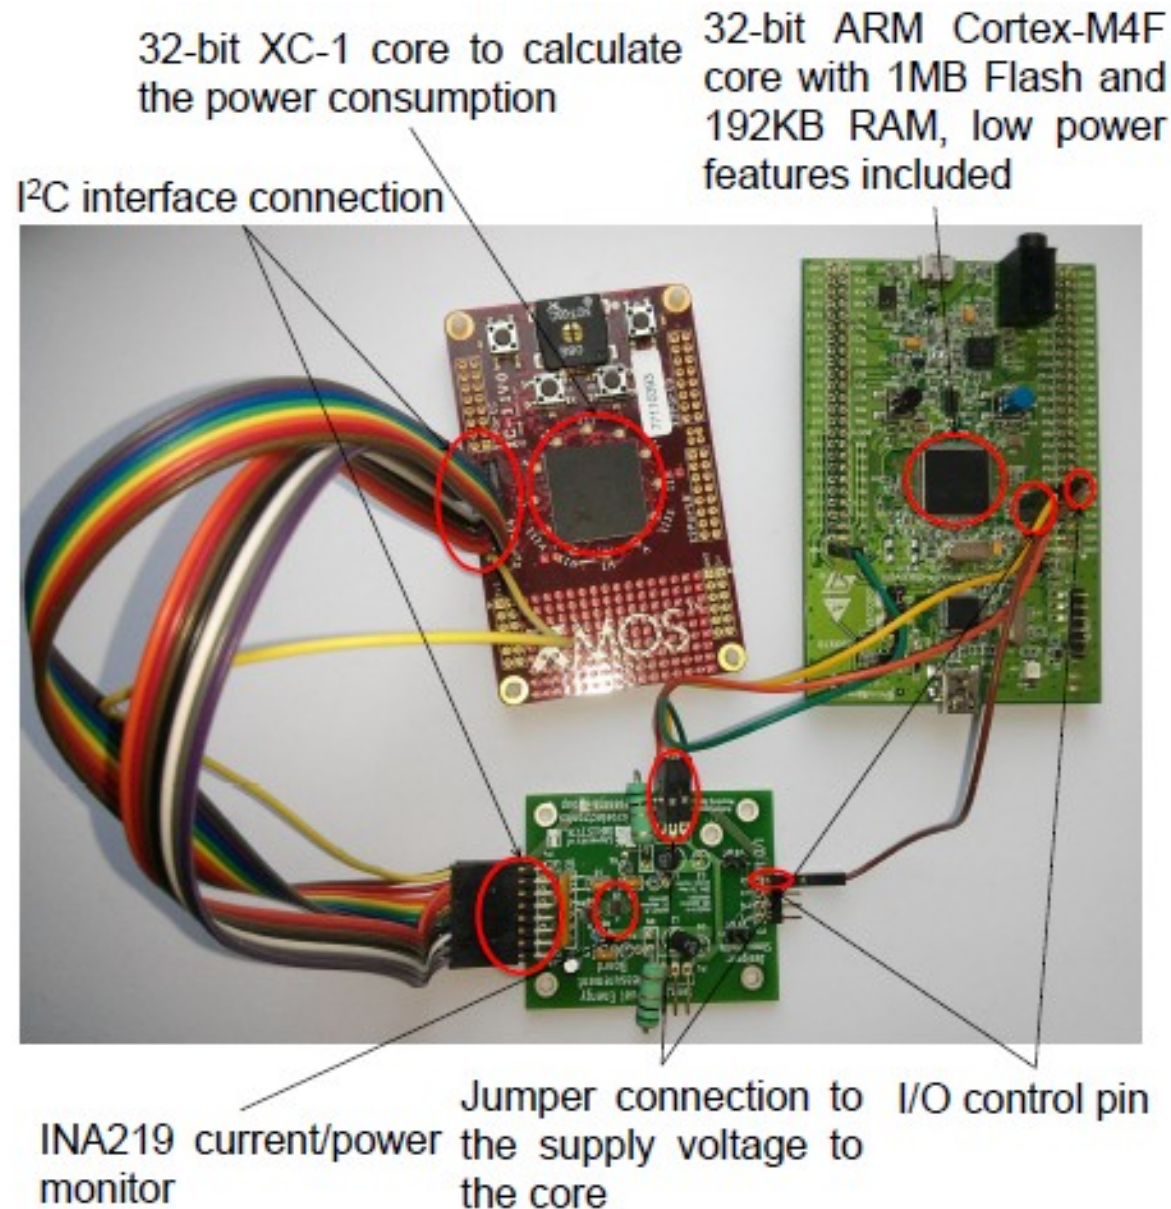 32-bit XC-1 core to calculate
the power consumption
32-bit ARM Cortex-M4F
core with 1MB Flash and
192KB RAM, low power
features included
I²C interface connection
77110393
XMOS
INA219 current/power
monitor
Jumper connection to
the supply voltage to
the core
I/O control pin